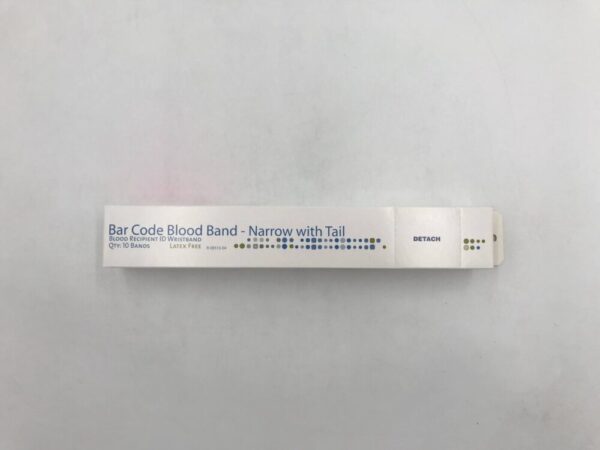 Bar Code Blood Band - Narrow with Tail
Blood Recipient ID Wristband
Qty: 10 Bands Latex Free
DETACH